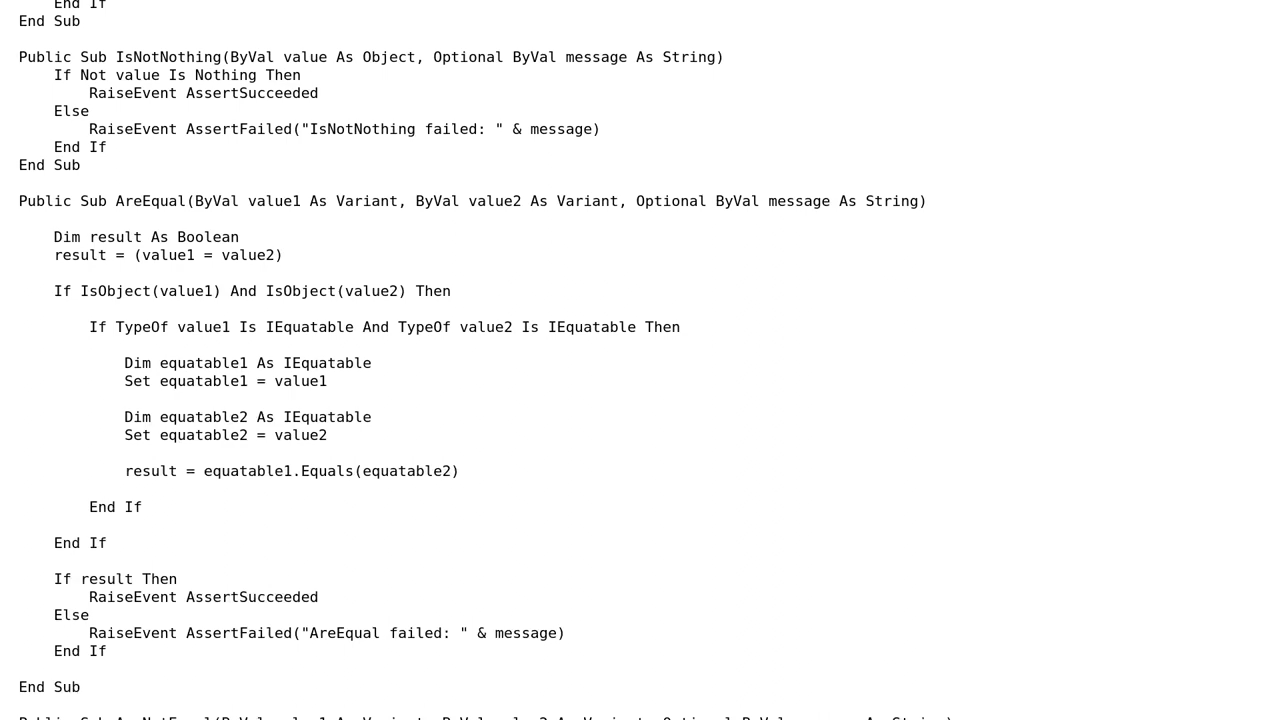 End If
End Sub

Public Sub IsNotNothing(ByVal value As Object, Optional ByVal message As String)
    If Not value Is Nothing Then
        RaiseEvent AssertSucceeded
    Else
        RaiseEvent AssertFailed("IsNotNothing failed: " & message)
    End If
End Sub

Public Sub AreEqual(ByVal value1 As Variant, ByVal value2 As Variant, Optional ByVal message As String)

    Dim result As Boolean
    result = (value1 = value2)

    If IsObject(value1) And IsObject(value2) Then

        If TypeOf value1 Is IEquatable And TypeOf value2 Is IEquatable Then

            Dim equatable1 As IEquatable
            Set equatable1 = value1

            Dim equatable2 As IEquatable
            Set equatable2 = value2

            result = equatable1.Equals(equatable2)

        End If

    End If

    If result Then
        RaiseEvent AssertSucceeded
    Else
        RaiseEvent AssertFailed("AreEqual failed: " & message)
    End If

End Sub